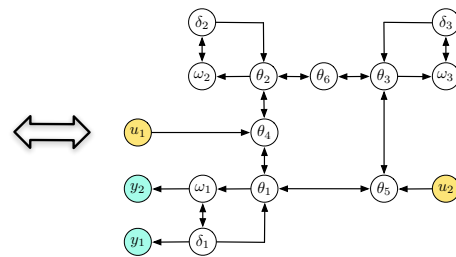 δ₂ δ₃
ω₂ θ₂ θ₆ θ₃ ω₃
u₁ θ₄
y₂ ω₁ θ₁ θ₅ u₂
y₁ δ₁